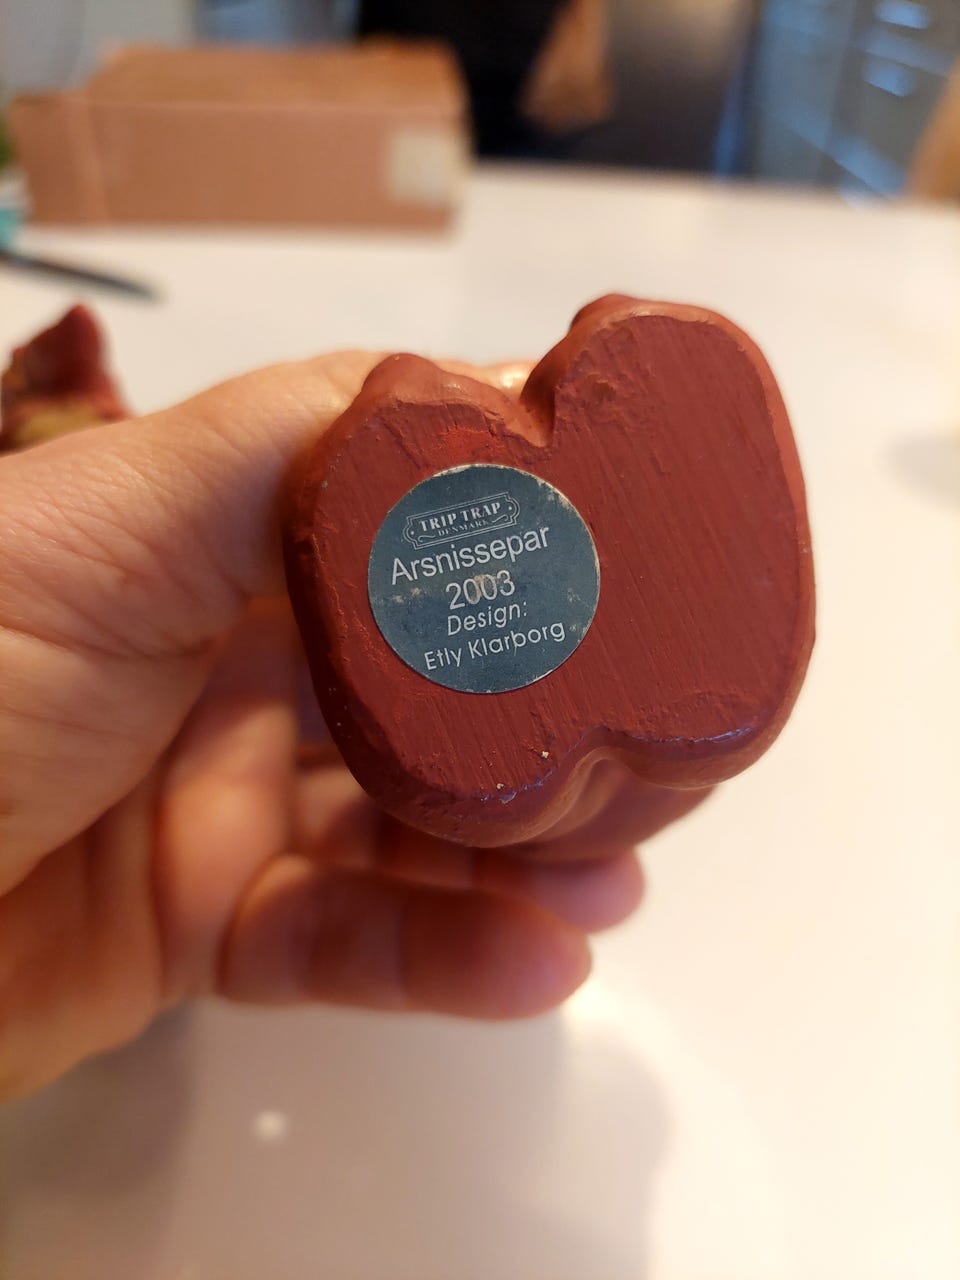 TRIP TRAP
DENMARK
Arsnissepar
2003
Design:
Etly Klarborg